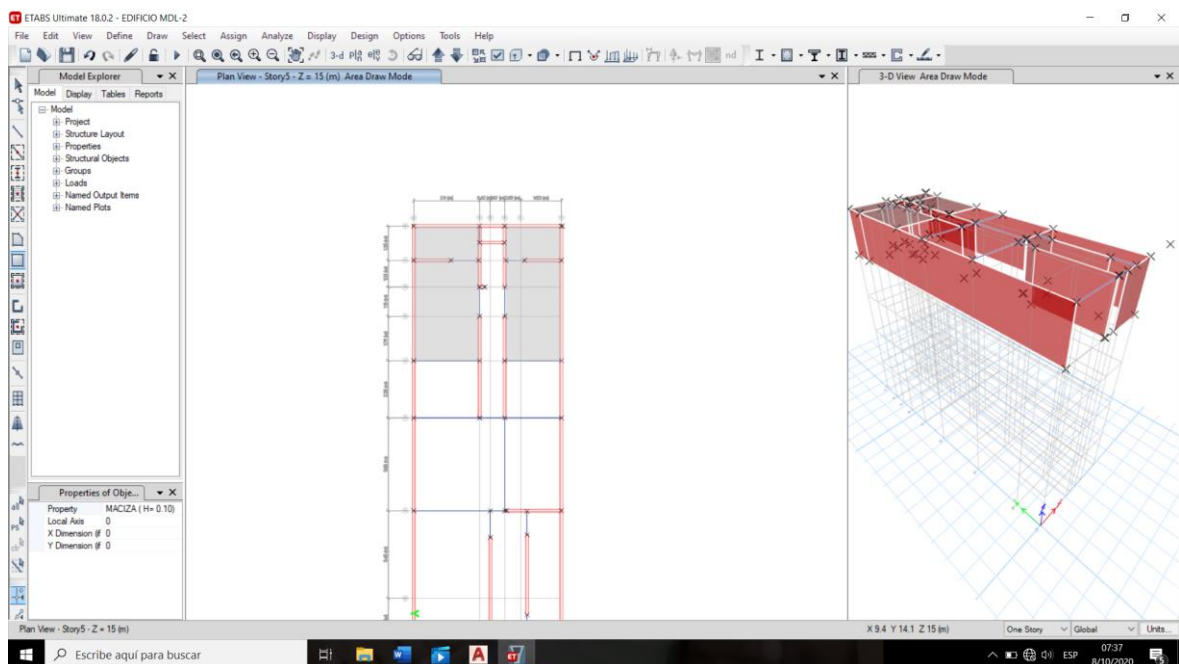 ETABS Ultimate 18.0.2 - EDIFICIO MDL-2
File Edit View Define Draw Select Assign Analyze Display Design Options Tools Help
3-d
nd
Model Explorer
Model Display Tables Reports
Model
Project
Structure Layout
Properties
Structural Objects
Groups
Loads
Named Output Items
Named Plots
Properties of Obje...
Property MACIZA ( H= 0.10)
Local Axis 0
X Dimension (if 0
Y Dimension (if 0
Plan View - Story5 - Z = 15 (m) Area Draw Mode
3-D View Area Draw Mode
Plan View - Story5 - Z = 15 (m)
X 9.4 Y 14.1 Z 15 (m)
One Story
Global
Units...
Escribe aquí para buscar
ESP
07:37
8/10/2020